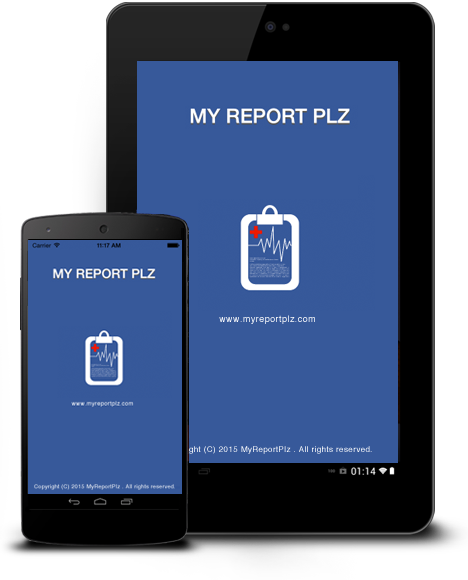 MY REPORT PLZ
www.myreportplz.com
ght (C) 2015 MyReportPlz . All rights reserved.
01:14
Carrier
11:17 AM
MY REPORT PLZ
www.myreportplz.com
Copyright (C) 2015 MyReportPlz . All rights reserved.